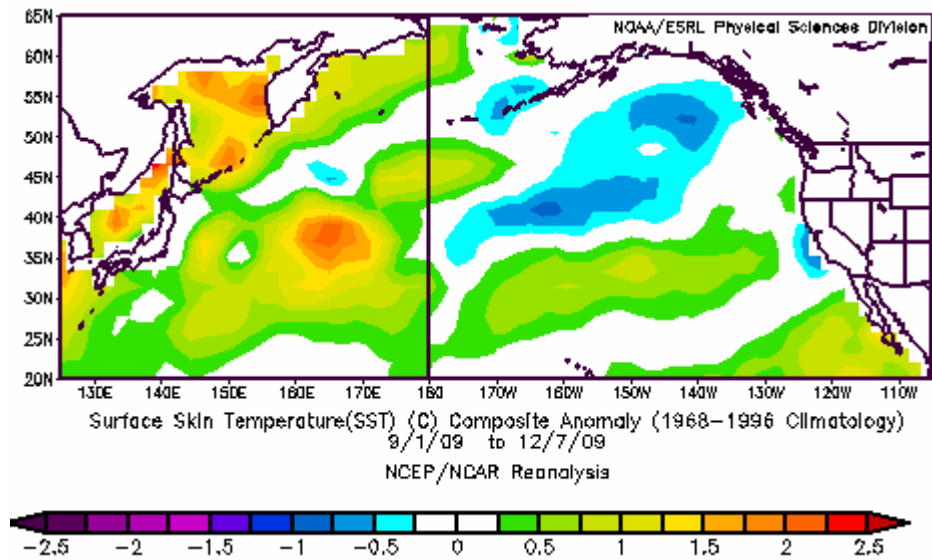 65N
NOAA/ESRL Physical Sciences Division
60N
55N
50N
45N
40N
35N
30N
25N
20N
130E 140E 150E 160E 170E 180 170W 160W 150W 140W 130W 120W 110W
Surface Skin Temperature(SST) (C) Composite Anomaly (1968-1996 Climatology)
9/1/09 to 12/7/09
NCEP/NCAR Reanalysis
-2.5 -2 -1.5 -1 -0.5 0 0.5 1 1.5 2 2.5